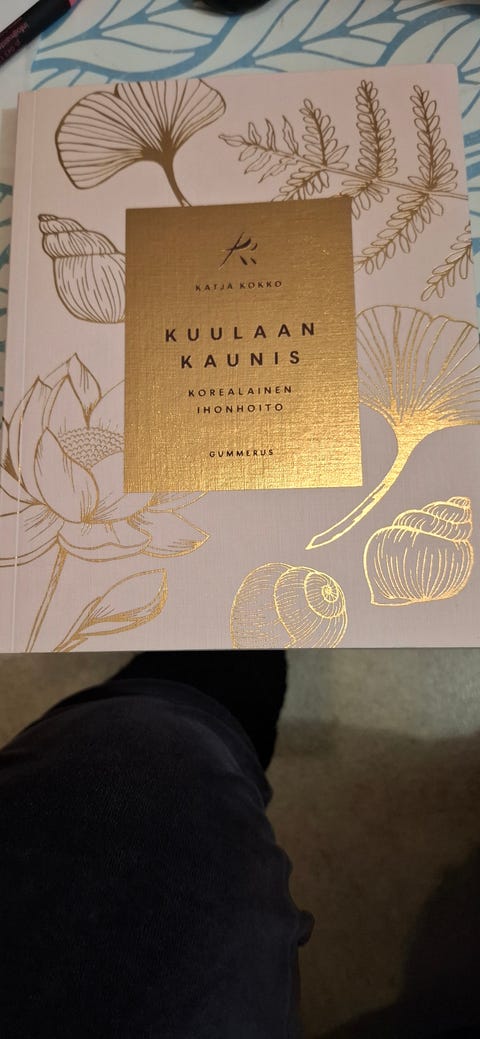 KATJA KOKKO
KUULAAN
KAUNIS
KOREALAINEN
IHONHOITO
GUMMERUS